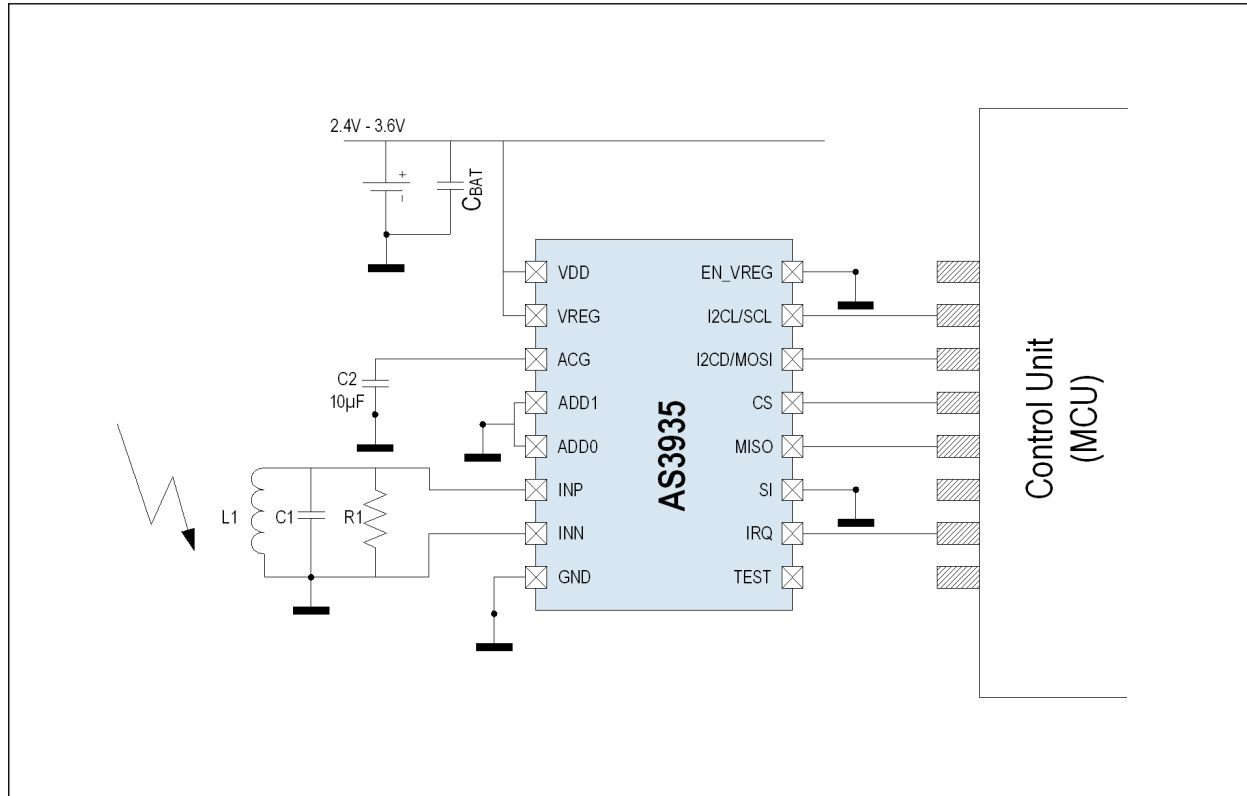 2.4V - 3.6V
+
-
CBAT
VDD
VREG
ACG
ADD1
ADD0
INP
INN
GND
AS3935
EN_VREG
I2CL/SCL
I2CD/MOSI
CS
MISO
SI
IRQ
TEST
C2
10µF
L1
C1
R1
Control Unit
(MCU)